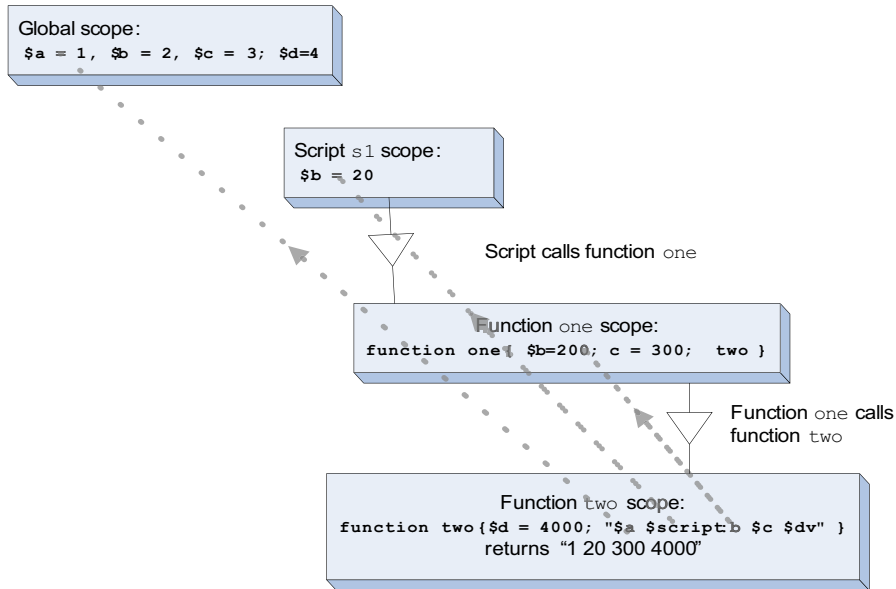 Global scope:
$a = 1, $b = 2, $c = 3; $d=4
Script s1 scope:
$b = 20
Script calls function one
Function one scope:
function one{ $b=200; c = 300; two }
Function one calls
function two
Function two scope:
function two{$d = 4000; "$a $script:b $c $dv" }
returns “1 20 300 4000”